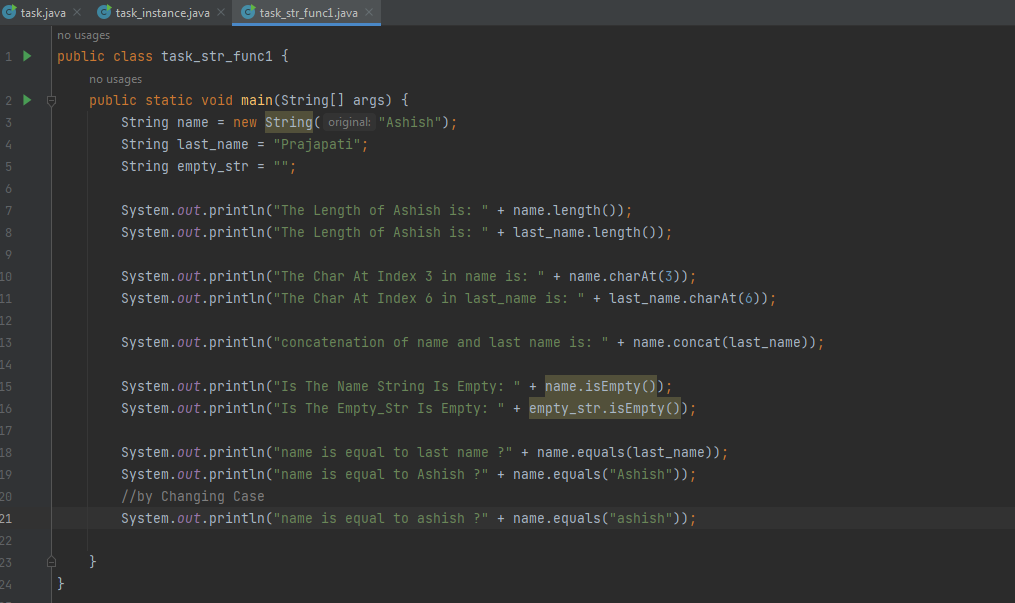 task.java task_instance.java task_str_func1.java
no usages
1 public class task_str_func1 {
no usages
2 public static void main(String[] args) {
3 String name = new String( original: "Ashish");
4 String last_name = "Prajapati";
5 String empty_str = "";
6
7 System.out.println("The Length of Ashish is: " + name.length());
8 System.out.println("The Length of Ashish is: " + last_name.length());
9
10 System.out.println("The Char At Index 3 in name is: " + name.charAt(3));
11 System.out.println("The Char At Index 6 in last_name is: " + last_name.charAt(6));
12
13 System.out.println("concatenation of name and last name is: " + name.concat(last_name));
14
15 System.out.println("Is The Name String Is Empty: " + name.isEmpty());
16 System.out.println("Is The Empty_Str Is Empty: " + empty_str.isEmpty());
17
18 System.out.println("name is equal to last name ?" + name.equals(last_name));
19 System.out.println("name is equal to Ashish ?" + name.equals("Ashish"));
20 //by Changing Case
21 System.out.println("name is equal to ashish ?" + name.equals("ashish"));
22
23 }
24 }